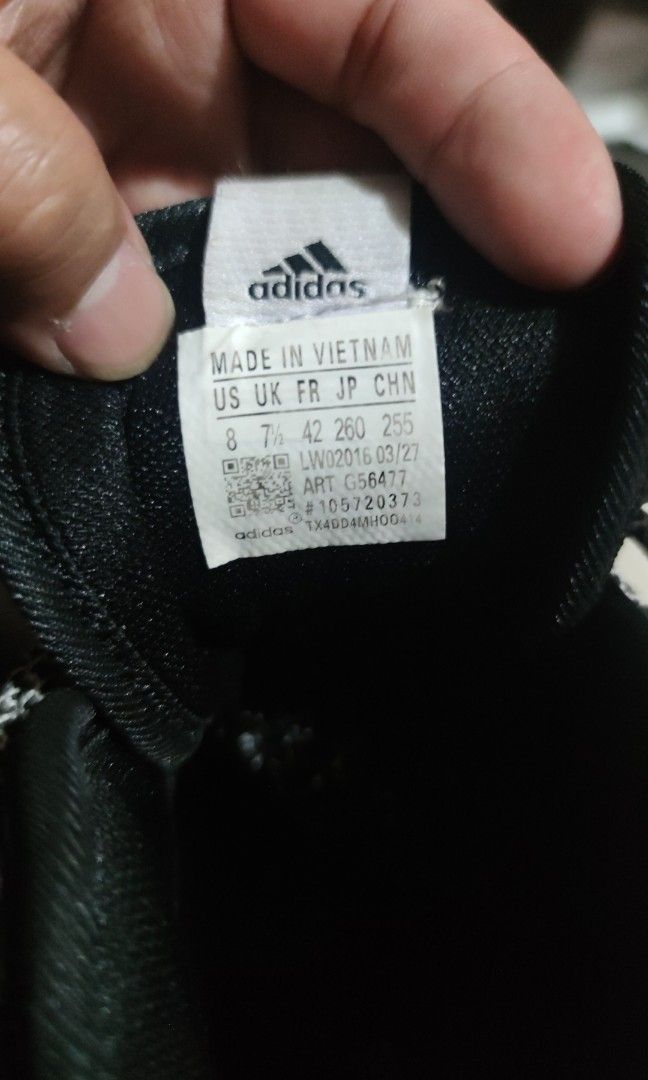 adidas
MADE IN VIETNAM
US UK FR JP CHN
8 7½ 42 260 255
LW02016 03/27
ART G56477
#105720373
adidas ® TX4DD4MH00414